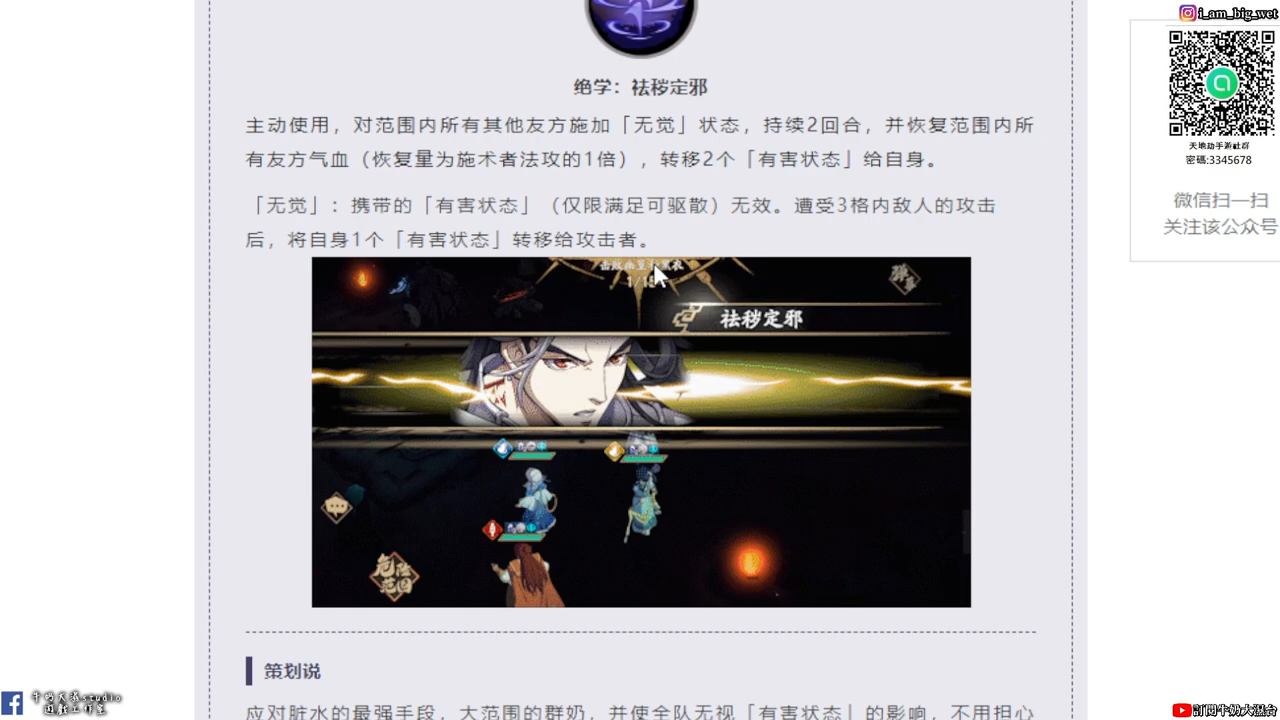 i_am_big_wet
绝学：祛秽定邪
天地劫手游社群
密碼:3345678
主动使用，对范围内所有其他友方施加「无觉」状态，持续2回合，并恢复范围内所
有友方气血（恢复量为施术者法攻的1倍），转移2个「有害状态」给自身。
微信扫一扫
关注该公众号
「无觉」：携带的「有害状态」（仅限满足可驱散）无效。遭受3格内敌人的攻击
后，将自身1个「有害状态」转移给攻击者。
祛秽定邪
危险
范围
策划说
应对脏水的最强手段，大范围的群奶，并使全队无视「有害状态」的影响，不用担心
遊戲工作室